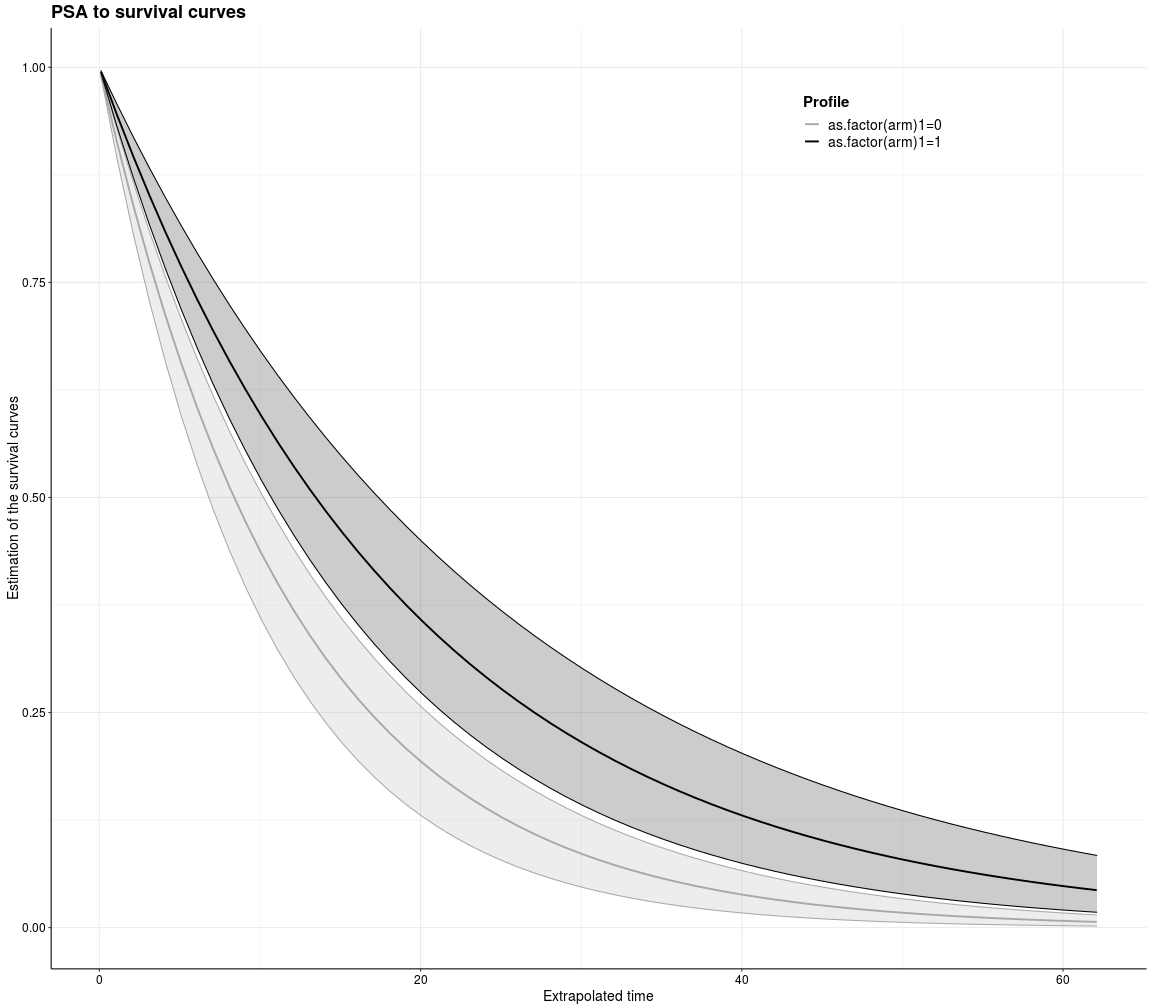 PSA to survival curves
Estimation of the survival curves
1.00
0.75
0.50
0.25
0.00
Profile
as.factor(arm)1=0
as.factor(arm)1=1
0 20 40 60
Extrapolated time